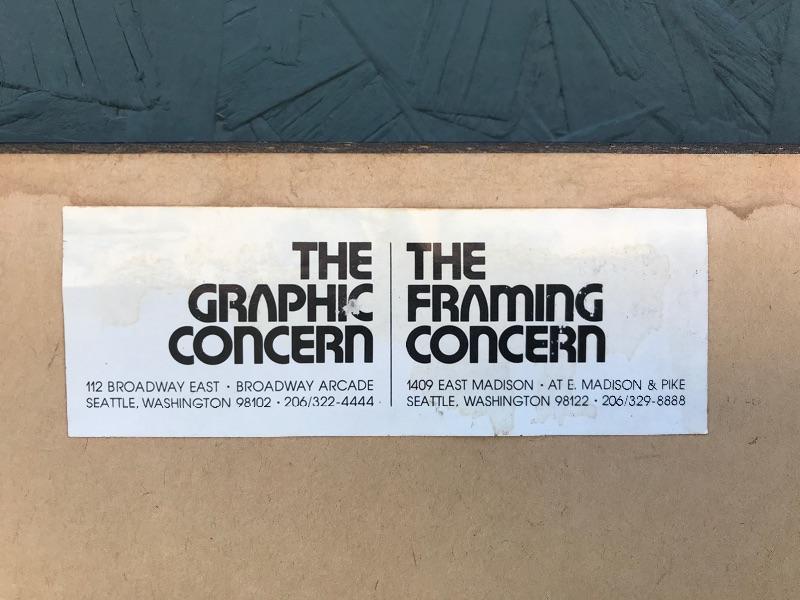 THE
GRAPHIC
CONCERN
112 BROADWAY EAST · BROADWAY ARCADE
SEATTLE, WASHINGTON 98102 · 206/322-4444
THE
FRAMING
CONCERN
1409 EAST MADISON · AT E. MADISON & PIKE
SEATTLE, WASHINGTON 98122 · 206/329-8888